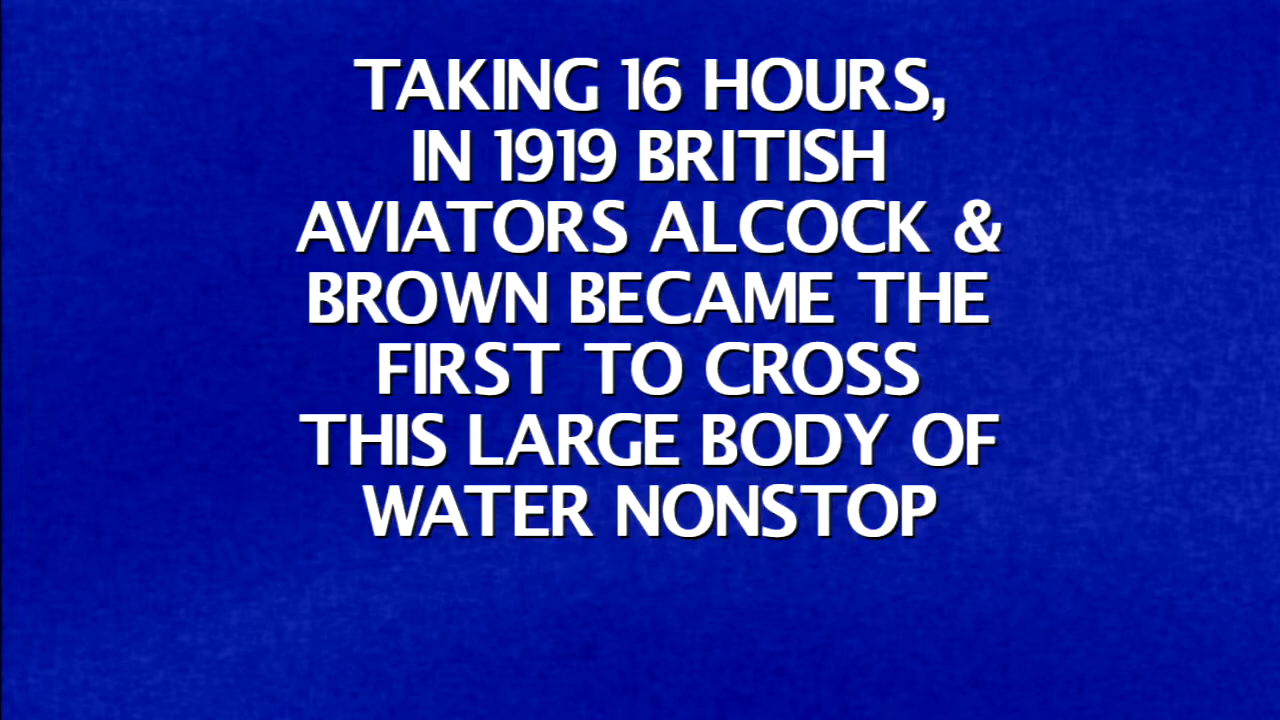 TAKING 16 HOURS,
IN 1919 BRITISH
AVIATORS ALCOCK &
BROWN BECAME THE
FIRST TO CROSS
THIS LARGE BODY OF
WATER NONSTOP